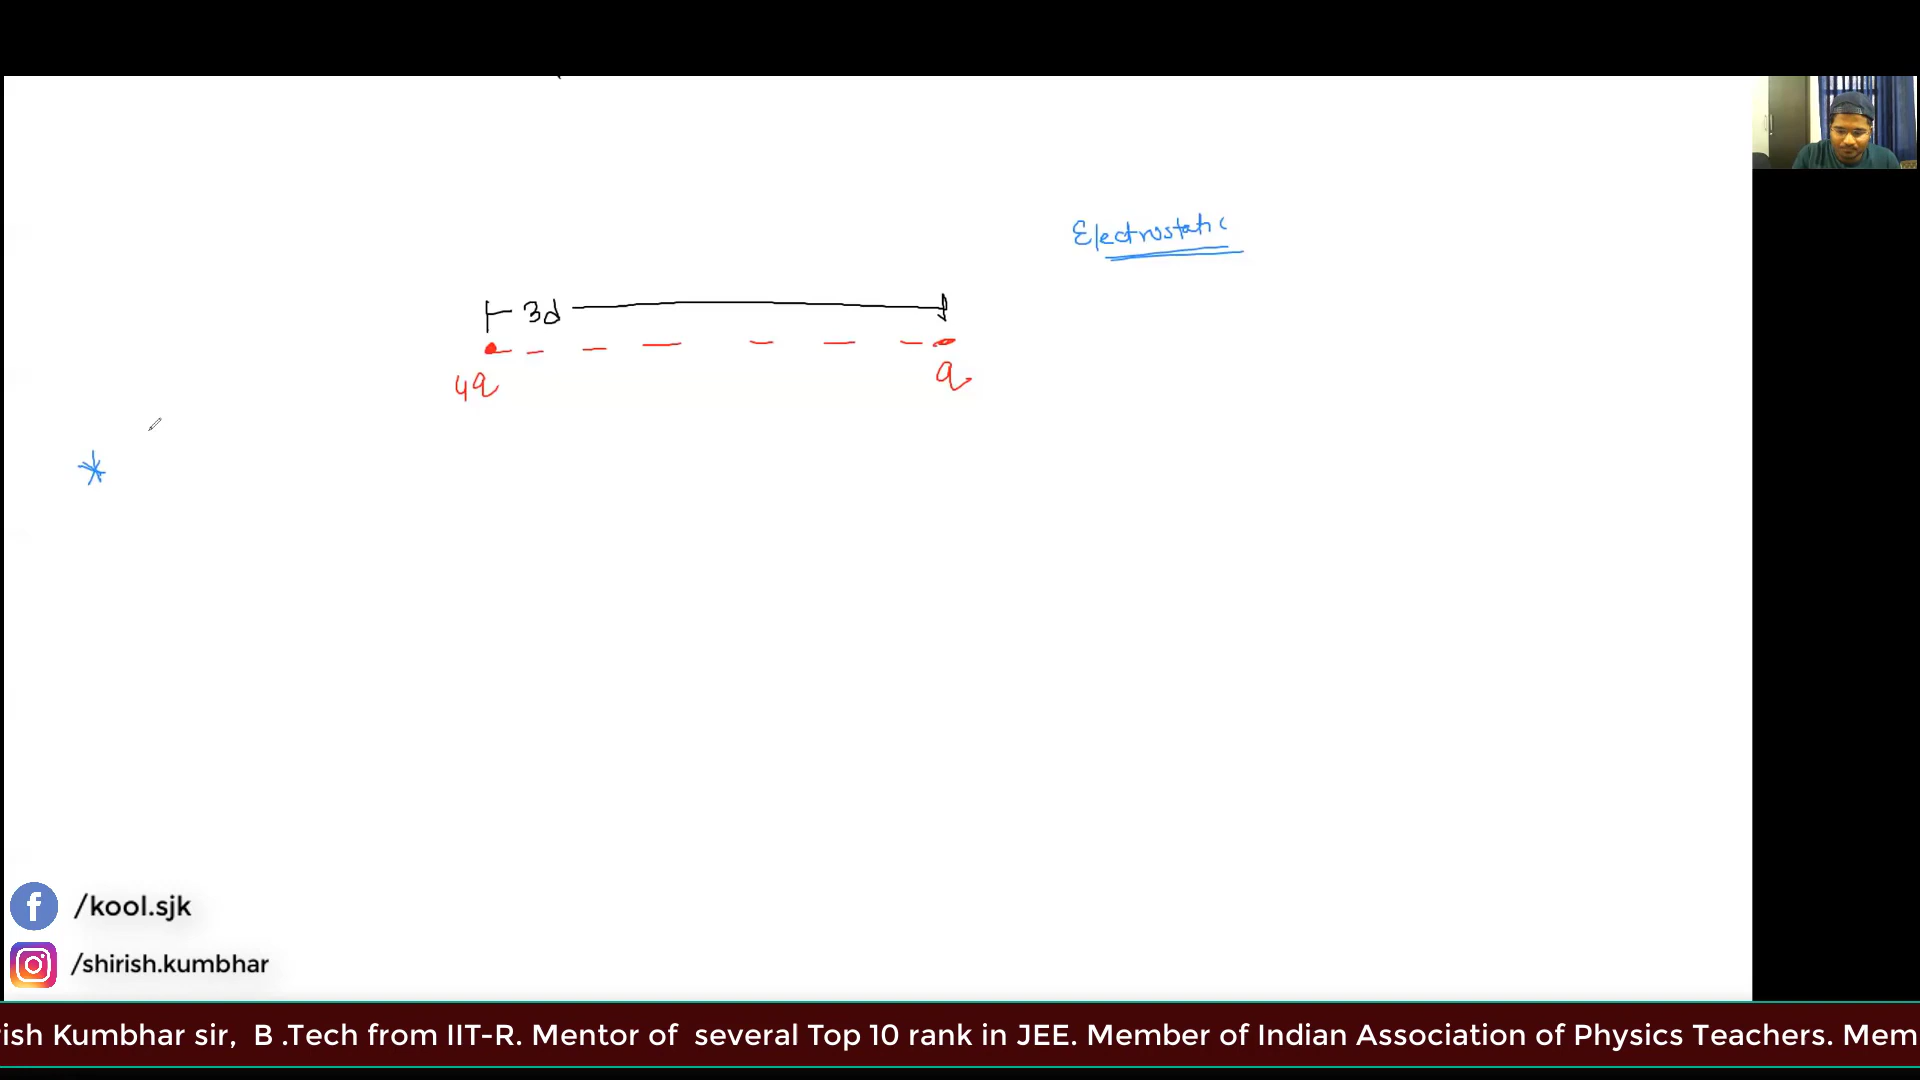 Electrostatic
3d
4q
q
*
/kool.sjk
/shirish.kumbhar
ish Kumbhar sir, B .Tech from IIT-R. Mentor of several Top 10 rank in JEE. Member of Indian Association of Physics Teachers. Mem